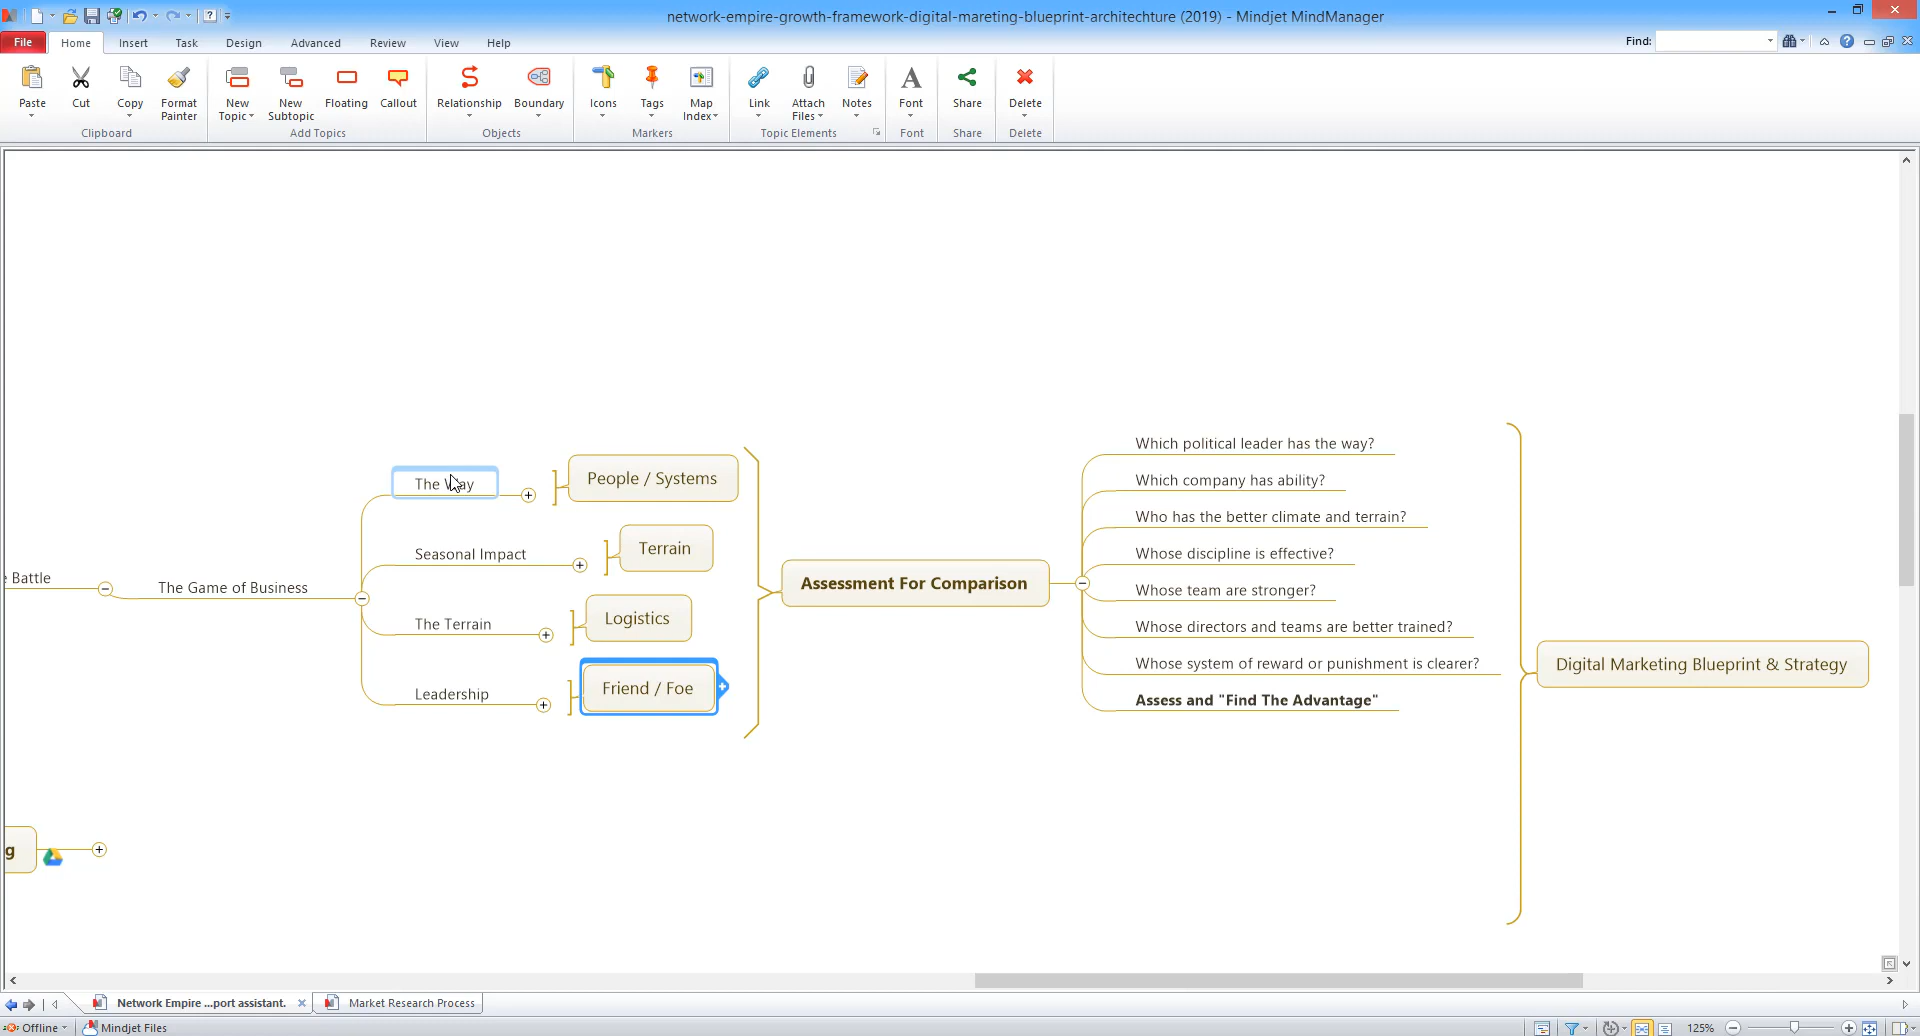 network-empire-growth-framework-digital-mareting-blueprint-architechture (2019) - Mindjet MindManager
File Home Insert Task Design Advanced Review View Help Find:
Paste Cut Copy Format Painter New Topic New Subtopic Floating Callout Relationship Boundary Icons Tags Map Index Link Attach Files Notes Font Share Delete
Clipboard Add Topics Objects Markers Topic Elements Font Share Delete
e Battle
The Game of Business
The Way
People / Systems
Seasonal Impact
Terrain
The Terrain
Logistics
Leadership
Friend / Foe
Assessment For Comparison
Which political leader has the way?
Which company has ability?
Who has the better climate and terrain?
Whose discipline is effective?
Whose team are stronger?
Whose directors and teams are better trained?
Whose system of reward or punishment is clearer?
Assess and "Find The Advantage"
Digital Marketing Blueprint & Strategy
g
Network Empire ...port assistant. Market Research Process
Offline Mindjet Files 125%